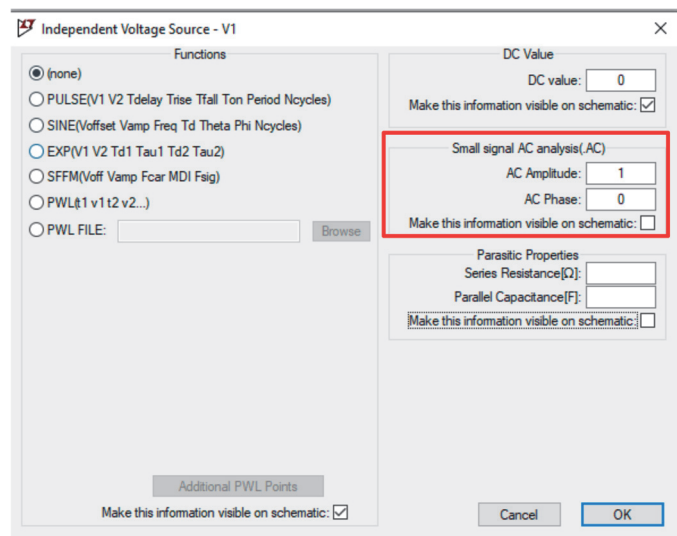 Independent Voltage Source - V1
Functions
(none)
PULSE(V1 V2 Tdelay Trise Tfall Ton Period Ncycles)
SINE(Voffset Vamp Freq Td Theta Phi Ncycles)
EXP(V1 V2 Td1 Tau1 Td2 Tau2)
SFFM(Voff Vamp Fcar MDI Fsig)
PWL(t1 v1 t2 v2...)
PWL FILE:
Browse
Additional PWL Points
Make this information visible on schematic:
DC Value
DC value: 0
Make this information visible on schematic:
Small signal AC analysis(.AC)
AC Amplitude: 1
AC Phase: 0
Make this information visible on schematic:
Parasitic Properties
Series Resistance[Ω]:
Parallel Capacitance[F]:
Make this information visible on schematic:
Cancel
OK